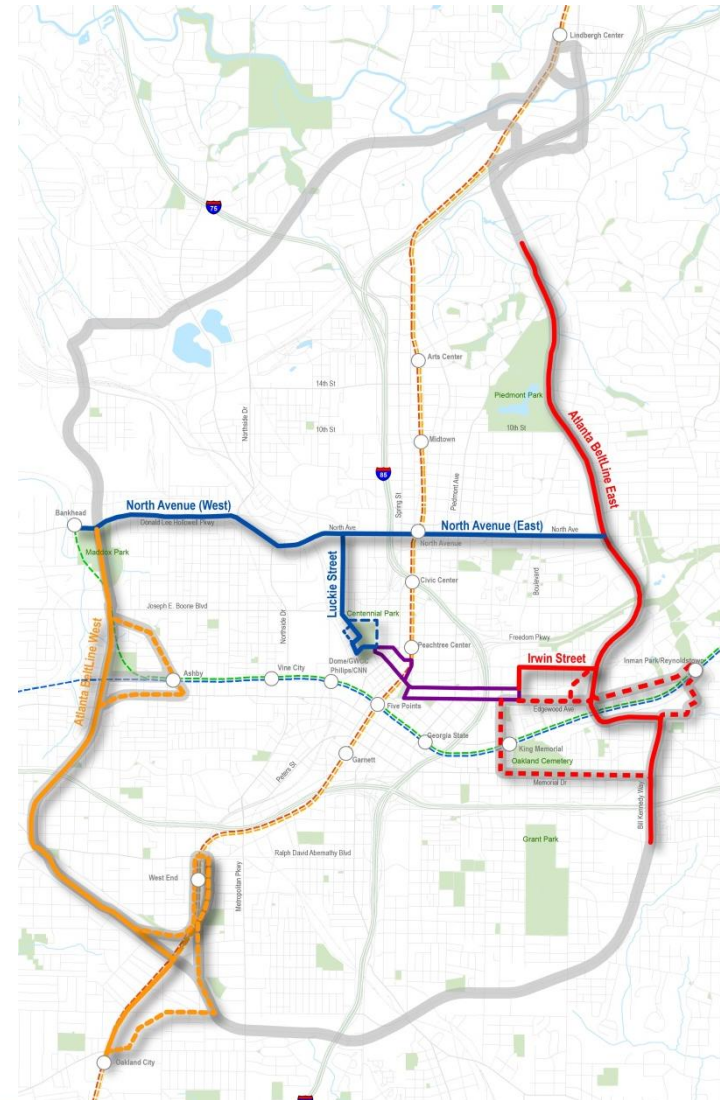 Lindbergh Center
75
Arts Center
14th St
Piedmont Park
10th St
10th St
Northside Dr
Midtown
Atlanta BeltLine East
85
Spring St
Piedmont Ave
Bankhead
North Avenue (West)
Donald Lee Hollowell Pkwy
North Ave
North Avenue (East)
North Ave
North Avenue
Maddox Park
Luckie Street
Civic Center
Boulevard
Joseph E. Boone Blvd
Northside Dr
Centennial Park
Freedom Pkwy
Peachtree Center
Atlanta BeltLine West
Irwin Street
Inman Park/Reynoldstown
Ashby
Vine City
Dome/GWCC
Philips/CNN
Edgewood Ave
Five Points
Georgia State
King Memorial
Oakland Cemetery
Garnett
Peters St
Memorial Dr
Bill Kennedy Way
Grant Park
Ralph David Abernathy Blvd
West End
Metropolitan Pkwy
Oakland City